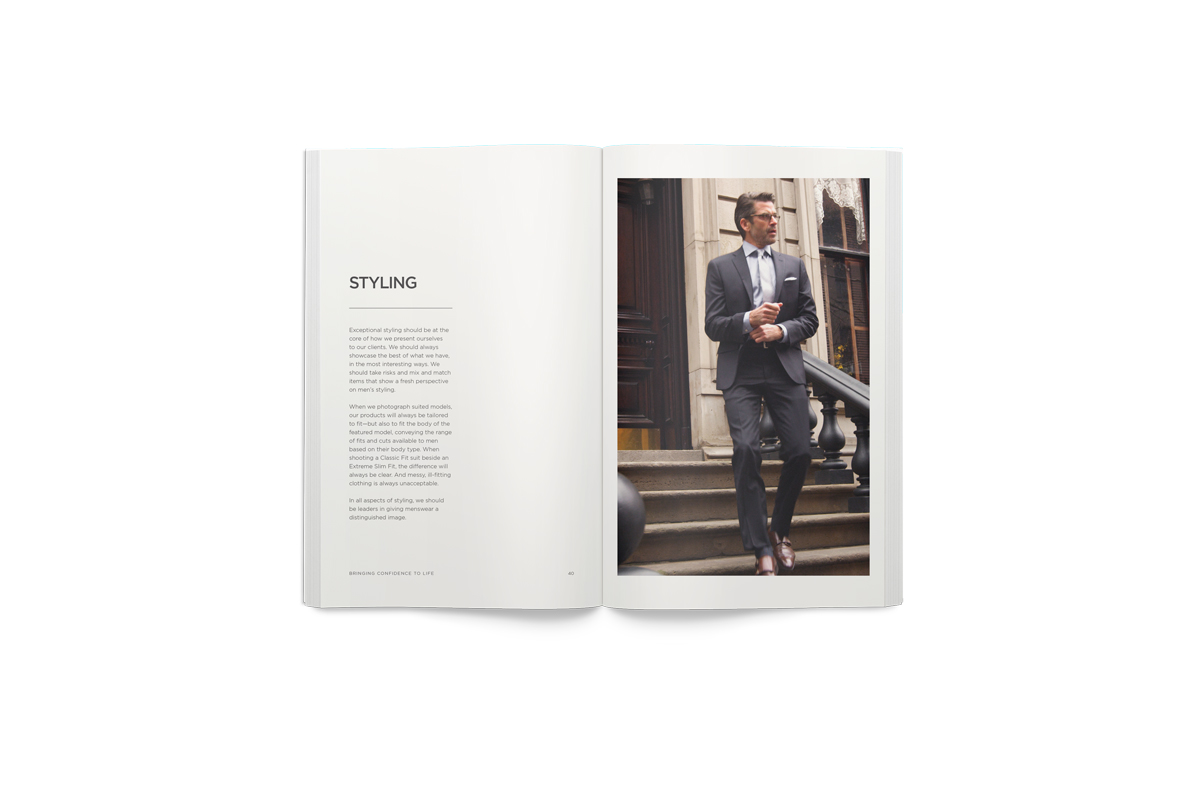 STYLING
Exceptional styling should be at the
core of how we present ourselves
to our clients. We should always
showcase the best of what we have,
in the most interesting ways. We
should take risks and mix and match
items that show a fresh perspective
on men's styling.
When we photograph suited models,
our products will always be tailored
to fit—but also to fit the body of the
featured model, conveying the range
of fits and cuts available to men
based on their body type. When
shooting a Classic Fit suit beside an
Extreme Slim Fit, the difference will
always be clear. And messy, ill-fitting
clothing is always unacceptable.
In all aspects of styling, we should
be leaders in giving menswear a
distinguished image.
BRINGING CONFIDENCE TO LIFE
40